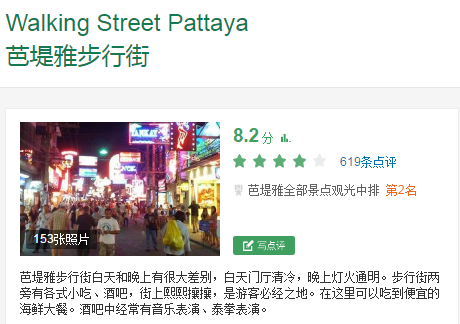 Walking Street Pattaya
芭堤雅步行街
8.2 分
619条点评
芭堤雅全部景点观光中排 第2名
153张照片
写点评
芭堤雅步行街白天和晚上有很大差别，白天门厅清冷，晚上灯火通明。步行街两
旁有各式小吃、酒吧，街上熙熙攘攘，是游客必经之地。在这里可以吃到便宜的
海鲜大餐。酒吧中经常有音乐表演、泰拳表演。